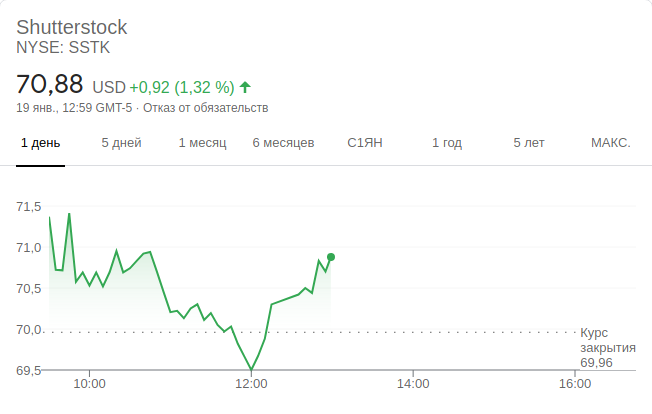 Shutterstock
NYSE: SSTK
70,88 USD +0,92 (1,32 %)
19 янв., 12:59 GMT-5 · Отказ от обязательств
1 день 5 дней 1 месяц 6 месяцев С1ЯН 1 год 5 лет МАКС.
71,5
71,0
70,5
70,0
Курс
закрытия
69,96
69,5
10:00 12:00 14:00 16:00